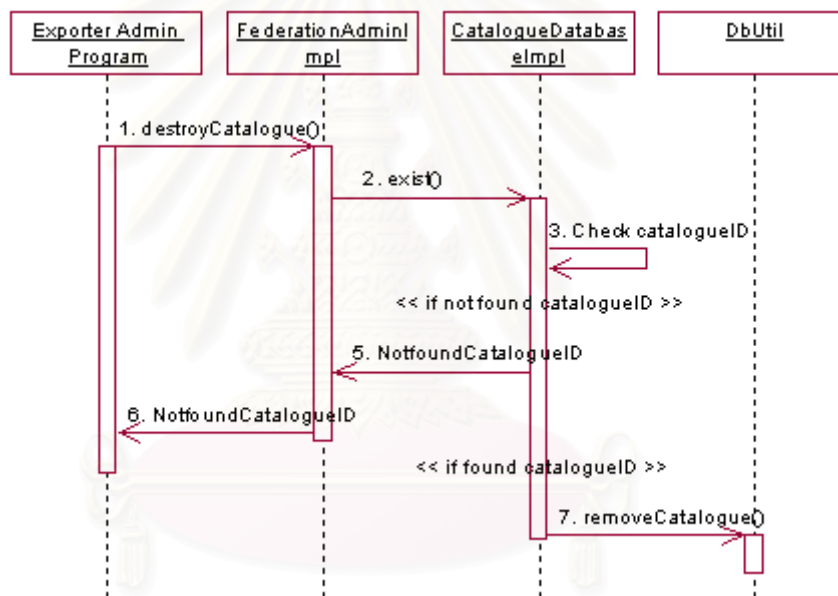 Exporter Admin
Program
FederationAdminI
mpl
CatalogueDatabas
eImpl
DbUtil
1. destroyCatalogue()
2. exist()
3. Check catalogueID
<< if notfound catalogueID >>
5. NotfoundCatalogueID
6. NotfoundCatalogueID
<< if found catalogueID >>
7. removeCatalogue()